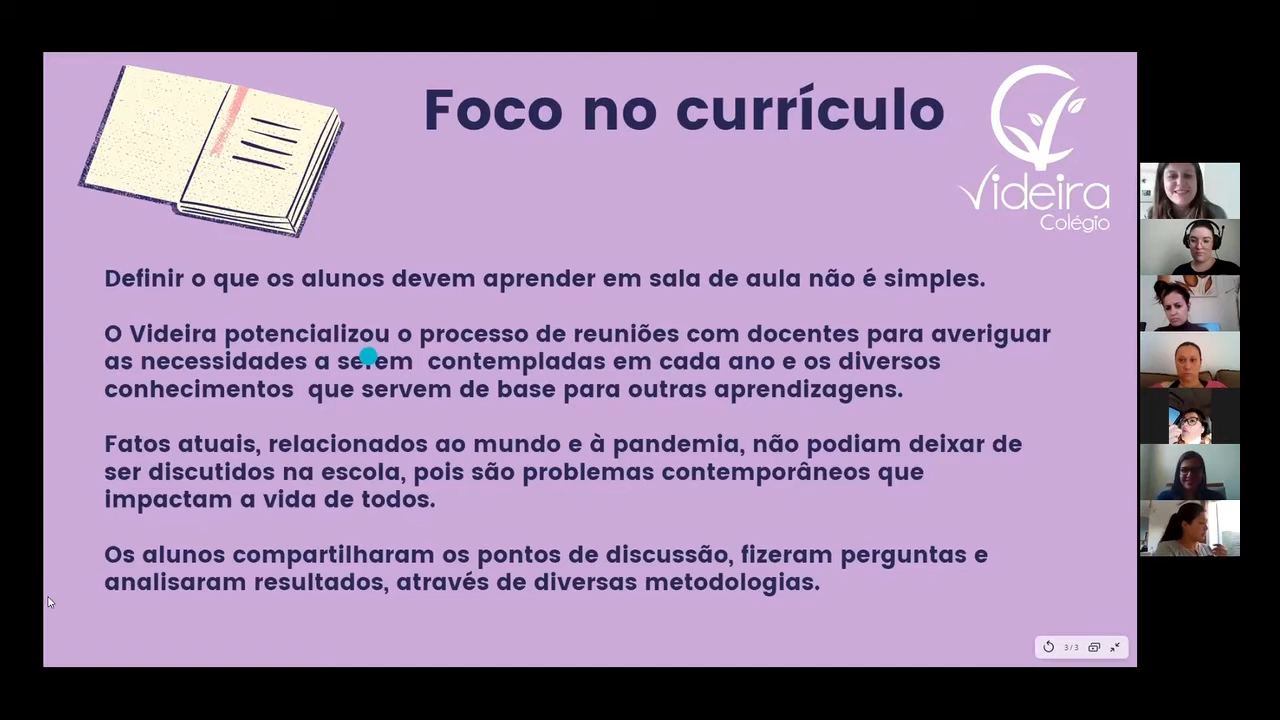 Foco no currículo
Videira
Colégio
Definir o que os alunos devem aprender em sala de aula não é simples.
O Videira potencializou o processo de reuniões com docentes para averiguar
as necessidades a serem contempladas em cada ano e os diversos
conhecimentos que servem de base para outras aprendizagens.
Fatos atuais, relacionados ao mundo e à pandemia, não podiam deixar de
ser discutidos na escola, pois são problemas contemporâneos que
impactam a vida de todos.
Os alunos compartilharam os pontos de discussão, fizeram perguntas e
analisaram resultados, através de diversas metodologias.
3 / 3